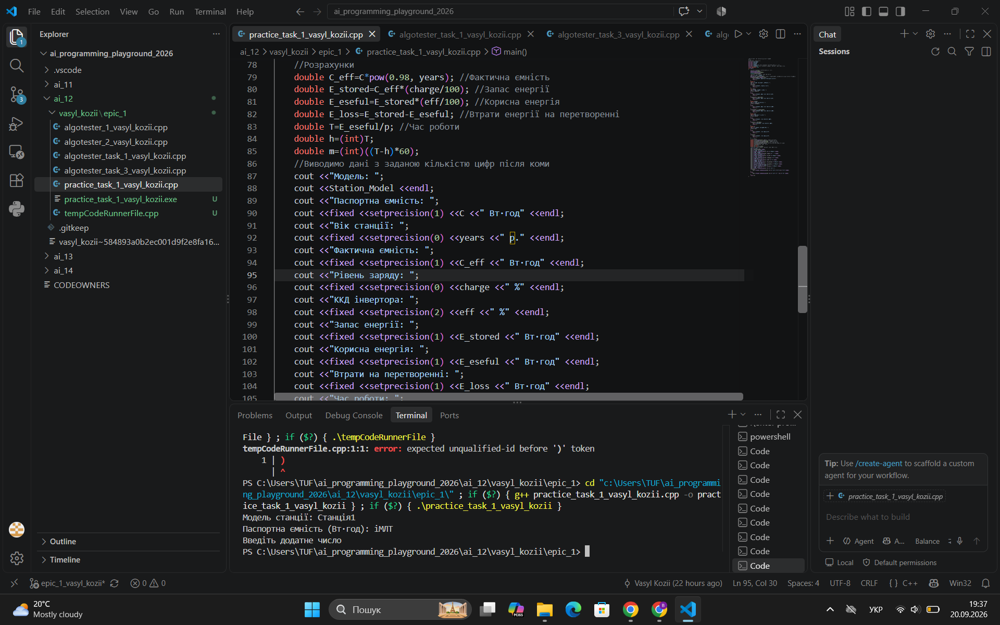 File Edit Selection View Go Run Terminal Help
ai_programming_playground_2026
Explorer
ai_programming_playground_2026
.vscode
ai_11
ai_12
vasyl_kozii\epic_1
algotester_1_vasyl_kozii.cpp
algotester_2_vasyl_kozii.cpp
algotester_task_1_vasyl_kozii.cpp
algotester_task_3_vasyl_kozii.cpp
practice_task_1_vasyl_kozii.cpp
practice_task_1_vasyl_kozii.exe U
tempCodeRunnerFile.cpp U
.gitkeep
vasyl_kozii~584893a0b2ec001d9f2e8fa16...
ai_13
ai_14
CODEOWNERS
Outline
Timeline
1
3
practice_task_1_vasyl_kozii.cpp algotester_task_1_vasyl_kozii.cpp algotester_task_3_vasyl_kozii.cpp alg
ai_12 > vasyl_kozii > epic_1 > practice_task_1_vasyl_kozii.cpp > main()
78 //Розрахунки
79 double C_eff=C*pow(0.98, years); //Фактична ємність
80 double E_stored=C_eff*(charge/100); //Запас енергії
81 double E_eseful=E_stored*(eff/100); //Корисна енергія
82 double E_loss=E_stored-E_eseful; //Втрати енергії на перетворенні
83 double T=E_eseful/p; //Час роботи
84 double h=(int)T;
85 double m=(int)((T-h)*60);
86 //Виводимо дані з заданою кількістю цифр після коми
87 cout <<"Модель: ";
88 cout <<Station_Model <<endl;
89 cout <<"Паспортна ємність: ";
90 cout <<fixed <<setprecision(1) <<C <<" Вт·год" <<endl;
91 cout <<"Вік станції: ";
92 cout <<fixed <<setprecision(0) <<years <<" р." <<endl;
93 cout <<"Фактична ємність: ";
94 cout <<fixed <<setprecision(1) <<C_eff <<" Вт·год" <<endl;
95 cout <<"Рівень заряду: ";
96 cout <<fixed <<setprecision(0) <<charge <<" %" <<endl;
97 cout <<"ККД інвертора: ";
98 cout <<fixed <<setprecision(2) <<eff <<" %" <<endl;
99 cout <<"Запас енергії: ";
100 cout <<fixed <<setprecision(1) <<E_stored <<" Вт·год" <<endl;
101 cout <<"Корисна енергія: ";
102 cout <<fixed <<setprecision(1) <<E_eseful <<" Вт·год" <<endl;
103 cout <<"Втрати на перетворенні: ";
104 cout <<fixed <<setprecision(1) <<E_loss <<" Вт·год" <<endl;
105 cout <<"Час роботи: ";
Problems Output Debug Console Terminal Ports
File } ; if ($?) { .\tempCodeRunnerFile }
tempCodeRunnerFile.cpp:1:1: error: expected unqualified-id before ')' token
1 | )
| ^
PS C:\Users\TUF\ai_programming_playground_2026\ai_12\vasyl_kozii\epic_1> cd "c:\Users\TUF\ai_programmi
ng_playground_2026\ai_12\vasyl_kozii\epic_1\" ; if ($?) { g++ practice_task_1_vasyl_kozii.cpp -o pract
ice_task_1_vasyl_kozii } ; if ($?) { .\practice_task_1_vasyl_kozii }
Модель станції: Станція1
Паспортна ємність (Вт·год): іМЛТ
Введіть додатне число
PS C:\Users\TUF\ai_programming_playground_2026\ai_12\vasyl_kozii\epic_1>
powershell
Code
Code
Code
Code
Code
Code
Code
Code
Code
Chat
Sessions
Tip: Use /create-agent to scaffold a custom
agent for your workflow.
practice_task_1_vasyl_kozii.cpp
Describe what to build
Agent A... Balance
Local Default permissions
epic_1_vasyl_kozii* 0 0 Vasyl Kozii (22 hours ago) Ln 95, Col 30 Spaces: 4 UTF-8 CRLF {} C++ Win32
20°C
Mostly cloudy
Пошук
M365
B
УКР
19:37
20.09.2026